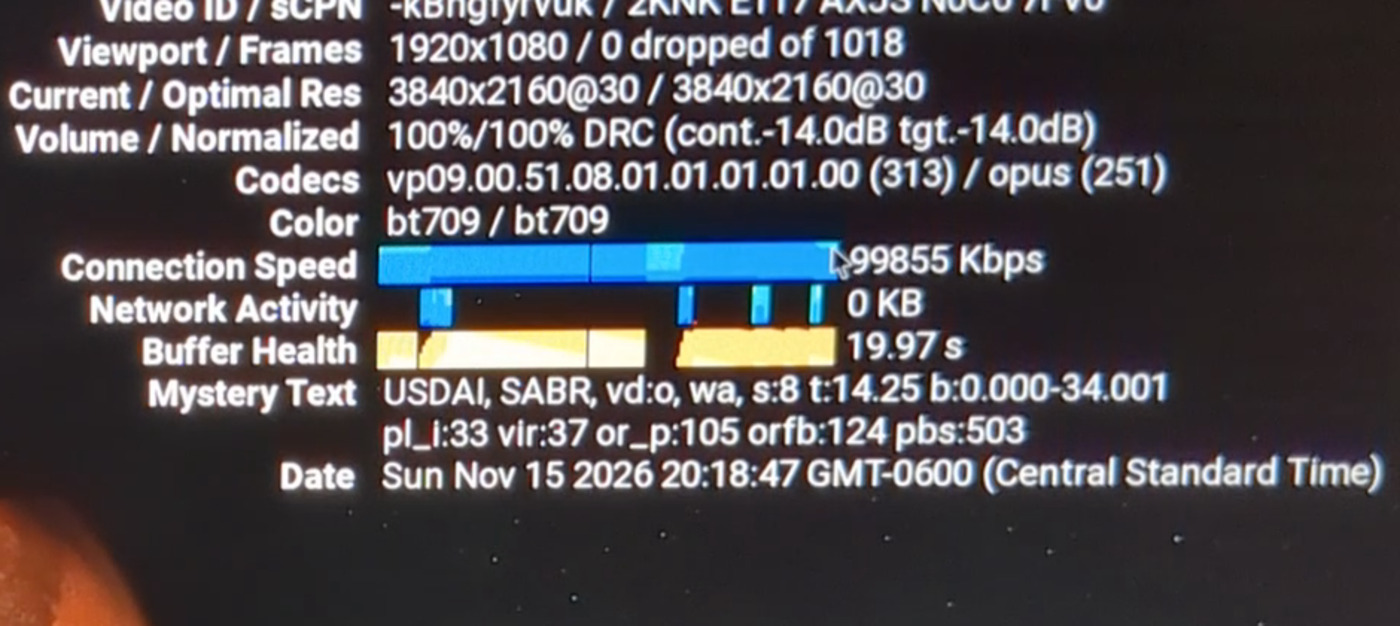 Video ID / sCPN
Viewport / Frames 1920x1080 / 0 dropped of 1018
Current / Optimal Res 3840x2160@30 / 3840x2160@30
Volume / Normalized 100%/100% DRC (cont.-14.0dB tgt.-14.0dB)
Codecs vp09.00.51.08.01.01.01.01.00 (313) / opus (251)
Color bt709 / bt709
Connection Speed 99855 Kbps
Network Activity 0 KB
Buffer Health 19.97 s
Mystery Text USDAI, SABR, vd:o, wa, s:8 t:14.25 b:0.000-34.001
pl_i:33 vir:37 or_p:105 orfb:124 pbs:503
Date Sun Nov 15 2026 20:18:47 GMT-0600 (Central Standard Time)